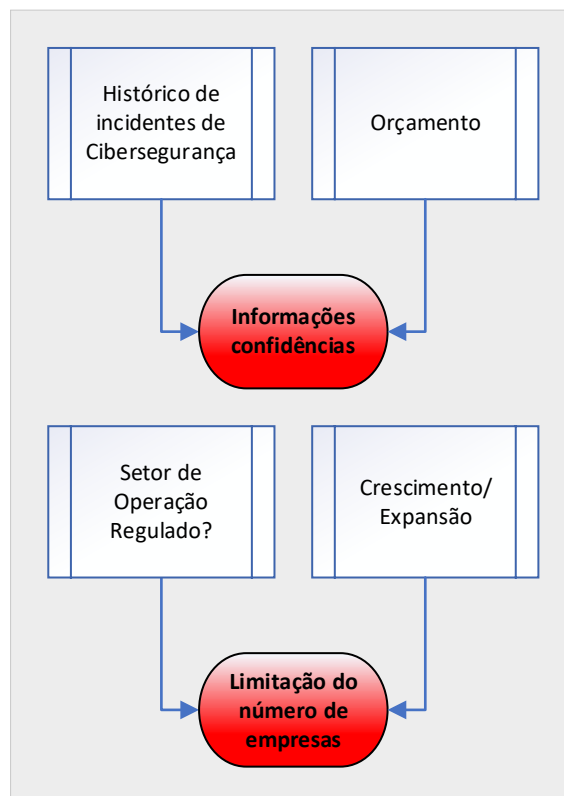 Histórico de
incidentes de
Cibersegurança
Orçamento
Informações
confidências
Setor de
Operação
Regulado?
Crescimento/
Expansão
Limitação do
número de
empresas